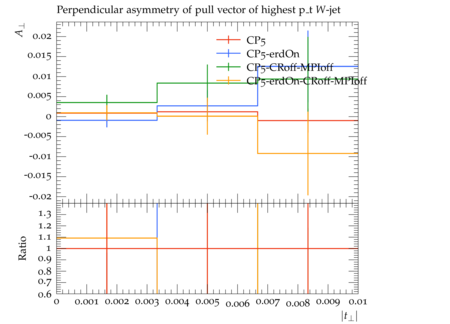 Perpendicular asymmetry of pull vector of highest p_t W-jet
A⊥
CP5
CP5-erdOn
CP5-CRoff-MPIoff
CP5-erdOn-CRoff-MPIoff
0.02
0.015
0.01
0.005
0
-0.005
-0.01
-0.015
-0.02
Ratio
1.3
1.2
1.1
1
0.9
0.8
0.7
0.6
0 0.001 0.002 0.003 0.004 0.005 0.006 0.007 0.008 0.009 0.01
|t⊥|